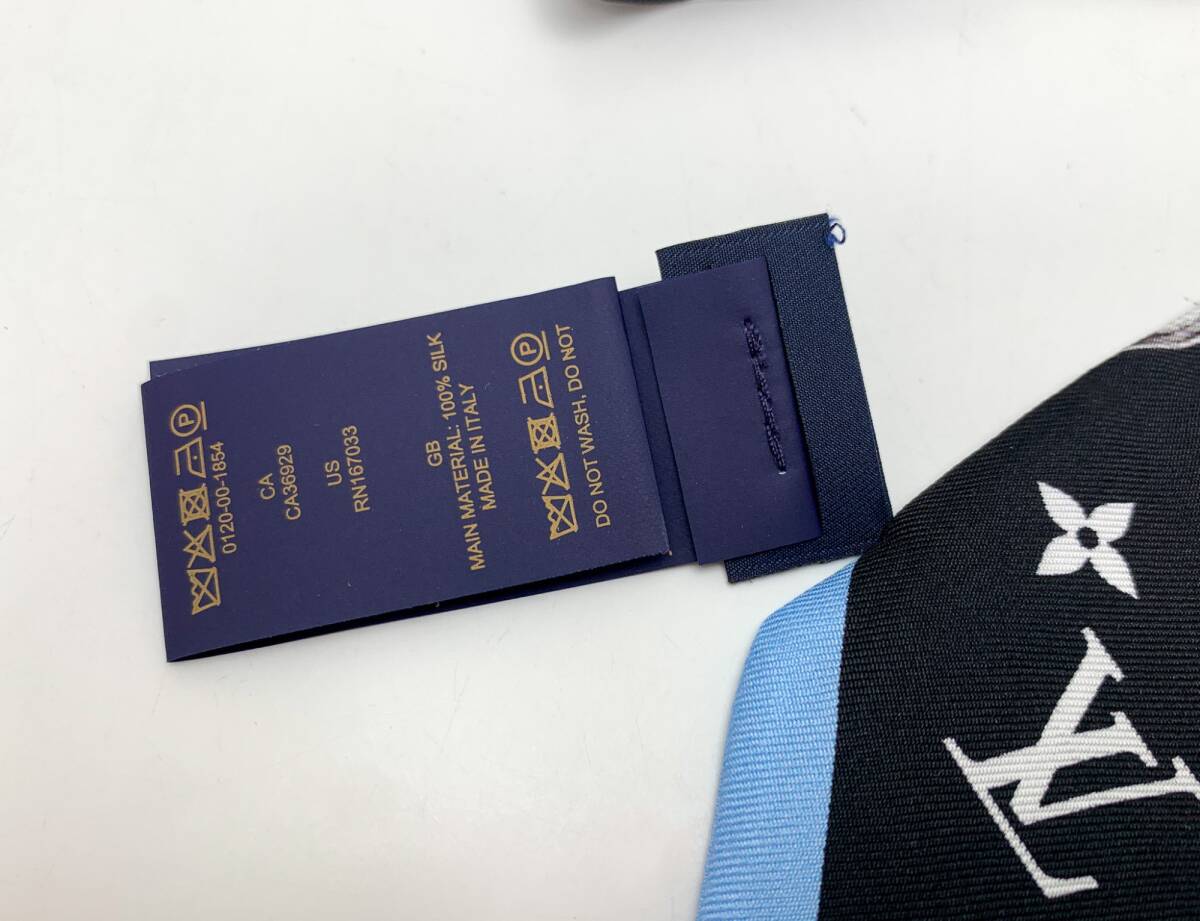 P
0120-00-1854
CA
CA36929
US
RN167033
GB
MAIN MATERIAL: 100% SILK
MADE IN ITALY
P
DO NOT WASH, DO NOT
LV